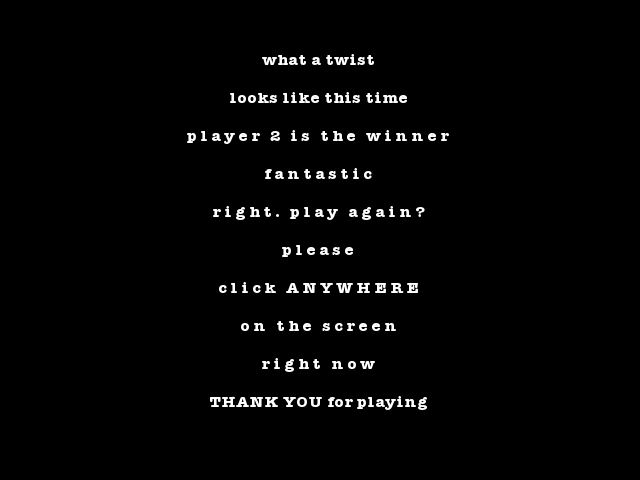 what a twist
looks like this time
player 2 is the winner
fantastic
right. play again?
please
click ANYWHERE
on the screen
right now
THANK YOU for playing